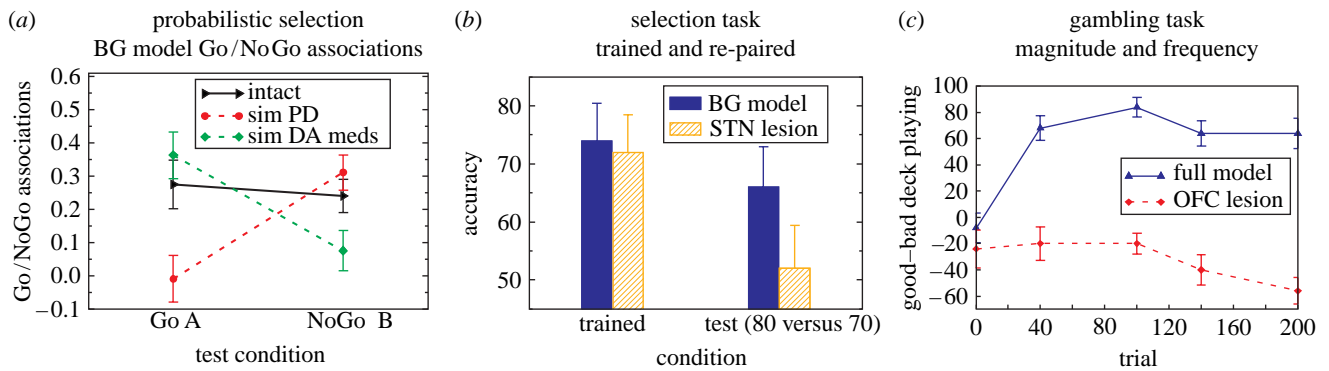 (a)
probabilistic selection
BG model Go/NoGo associations
Go/NoGo associations
0.6
0.5
0.4
0.3
0.2
0.1
0.0
−0.1
intact
sim PD
sim DA meds
Go A
NoGo B
test condition
(b)
selection task
trained and re-paired
accuracy
80
70
60
50
BG model
STN lesion
trained
test (80 versus 70)
condition
(c)
gambling task
magnitude and frequency
good−bad deck playing
100
80
60
40
20
0
−20
−40
−60
full model
OFC lesion
0
40
80
120
160
200
trial